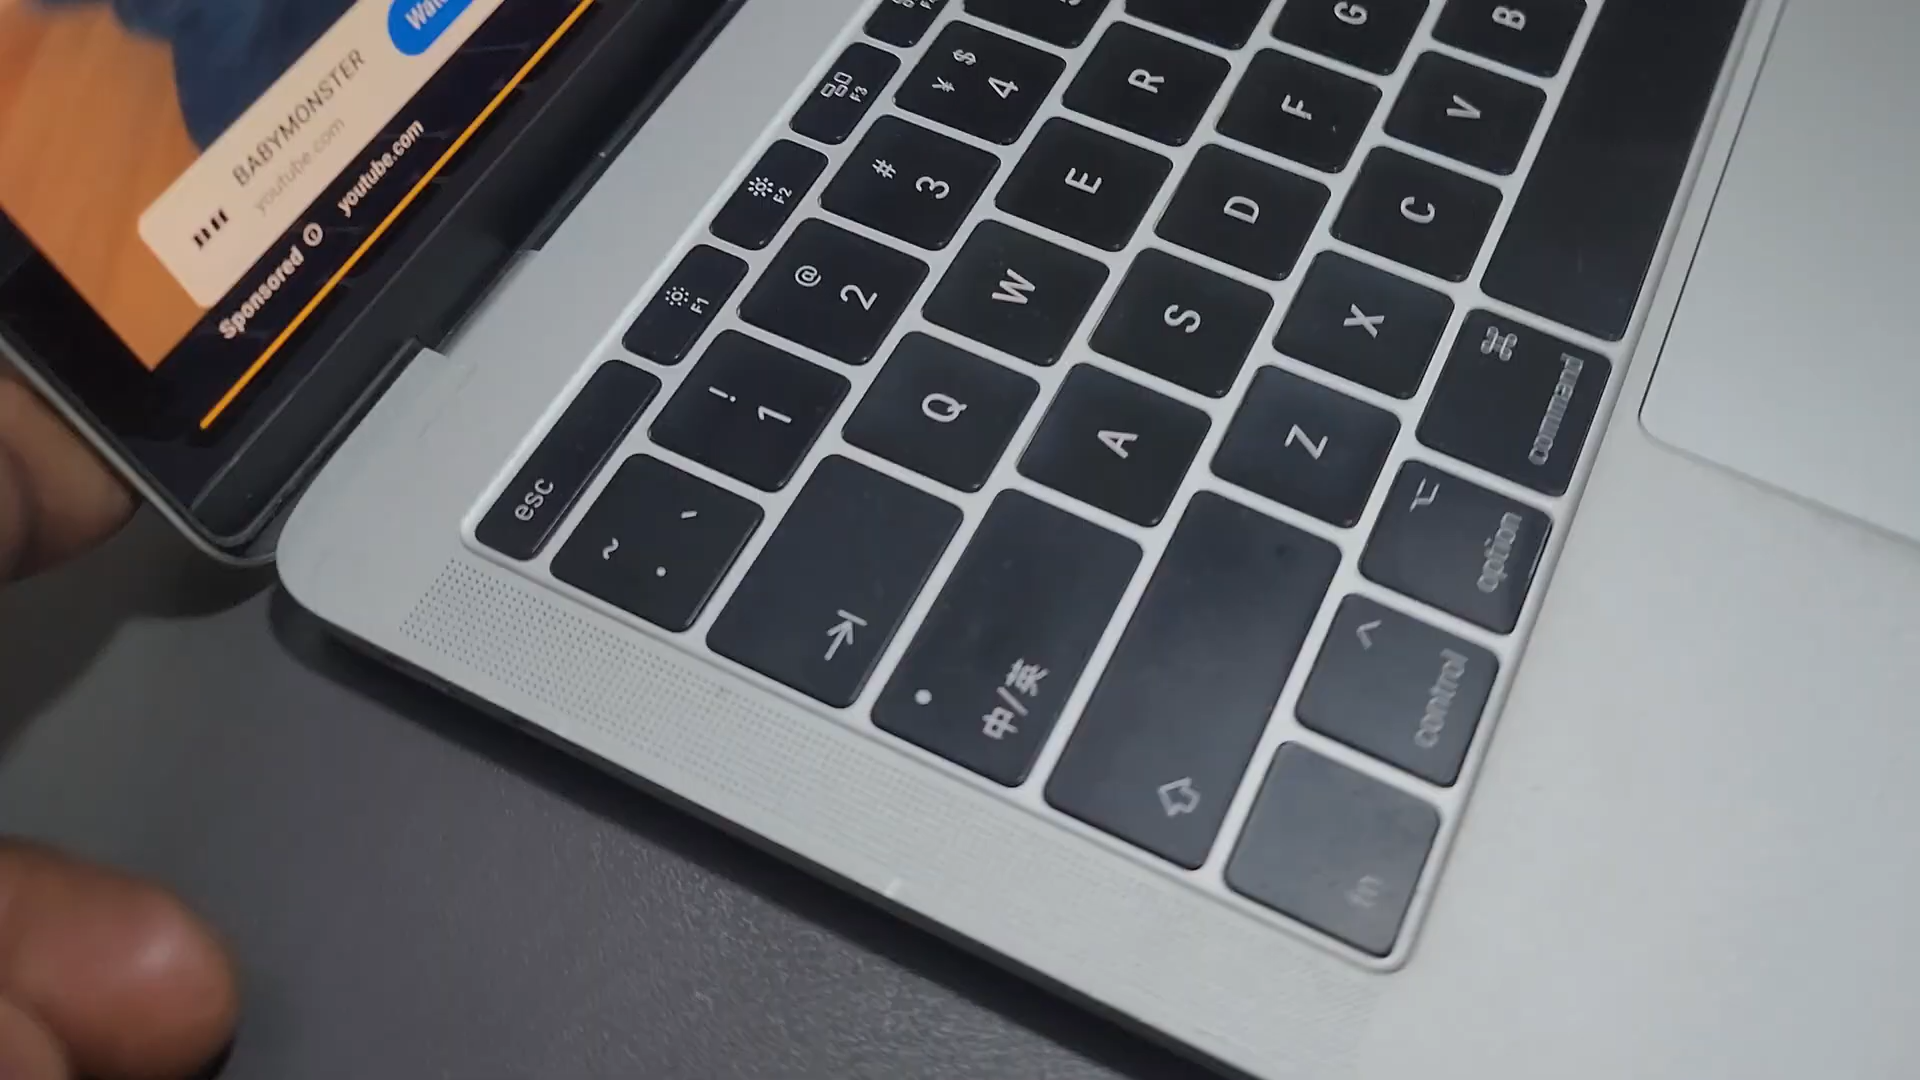 BABYMONSTER
youtube.com
Sponsored youtube.com
esc
F1
F2
F3
~ ` ·
! 1
@ 2
# 3
¥ $ 4
Q
W
E
R
中/英
A
S
D
F
G
Z
X
C
V
B
fn
^ control
⌥ option
⌘ command